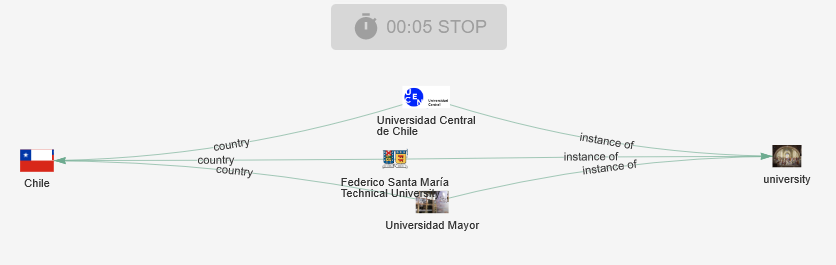 00:05 STOP
UCEN
Universidad
Central
Universidad Central
de Chile
country
instance of
country
instance of
country
instance of
Federico Santa María
Technical University
Chile
university
Universidad Mayor